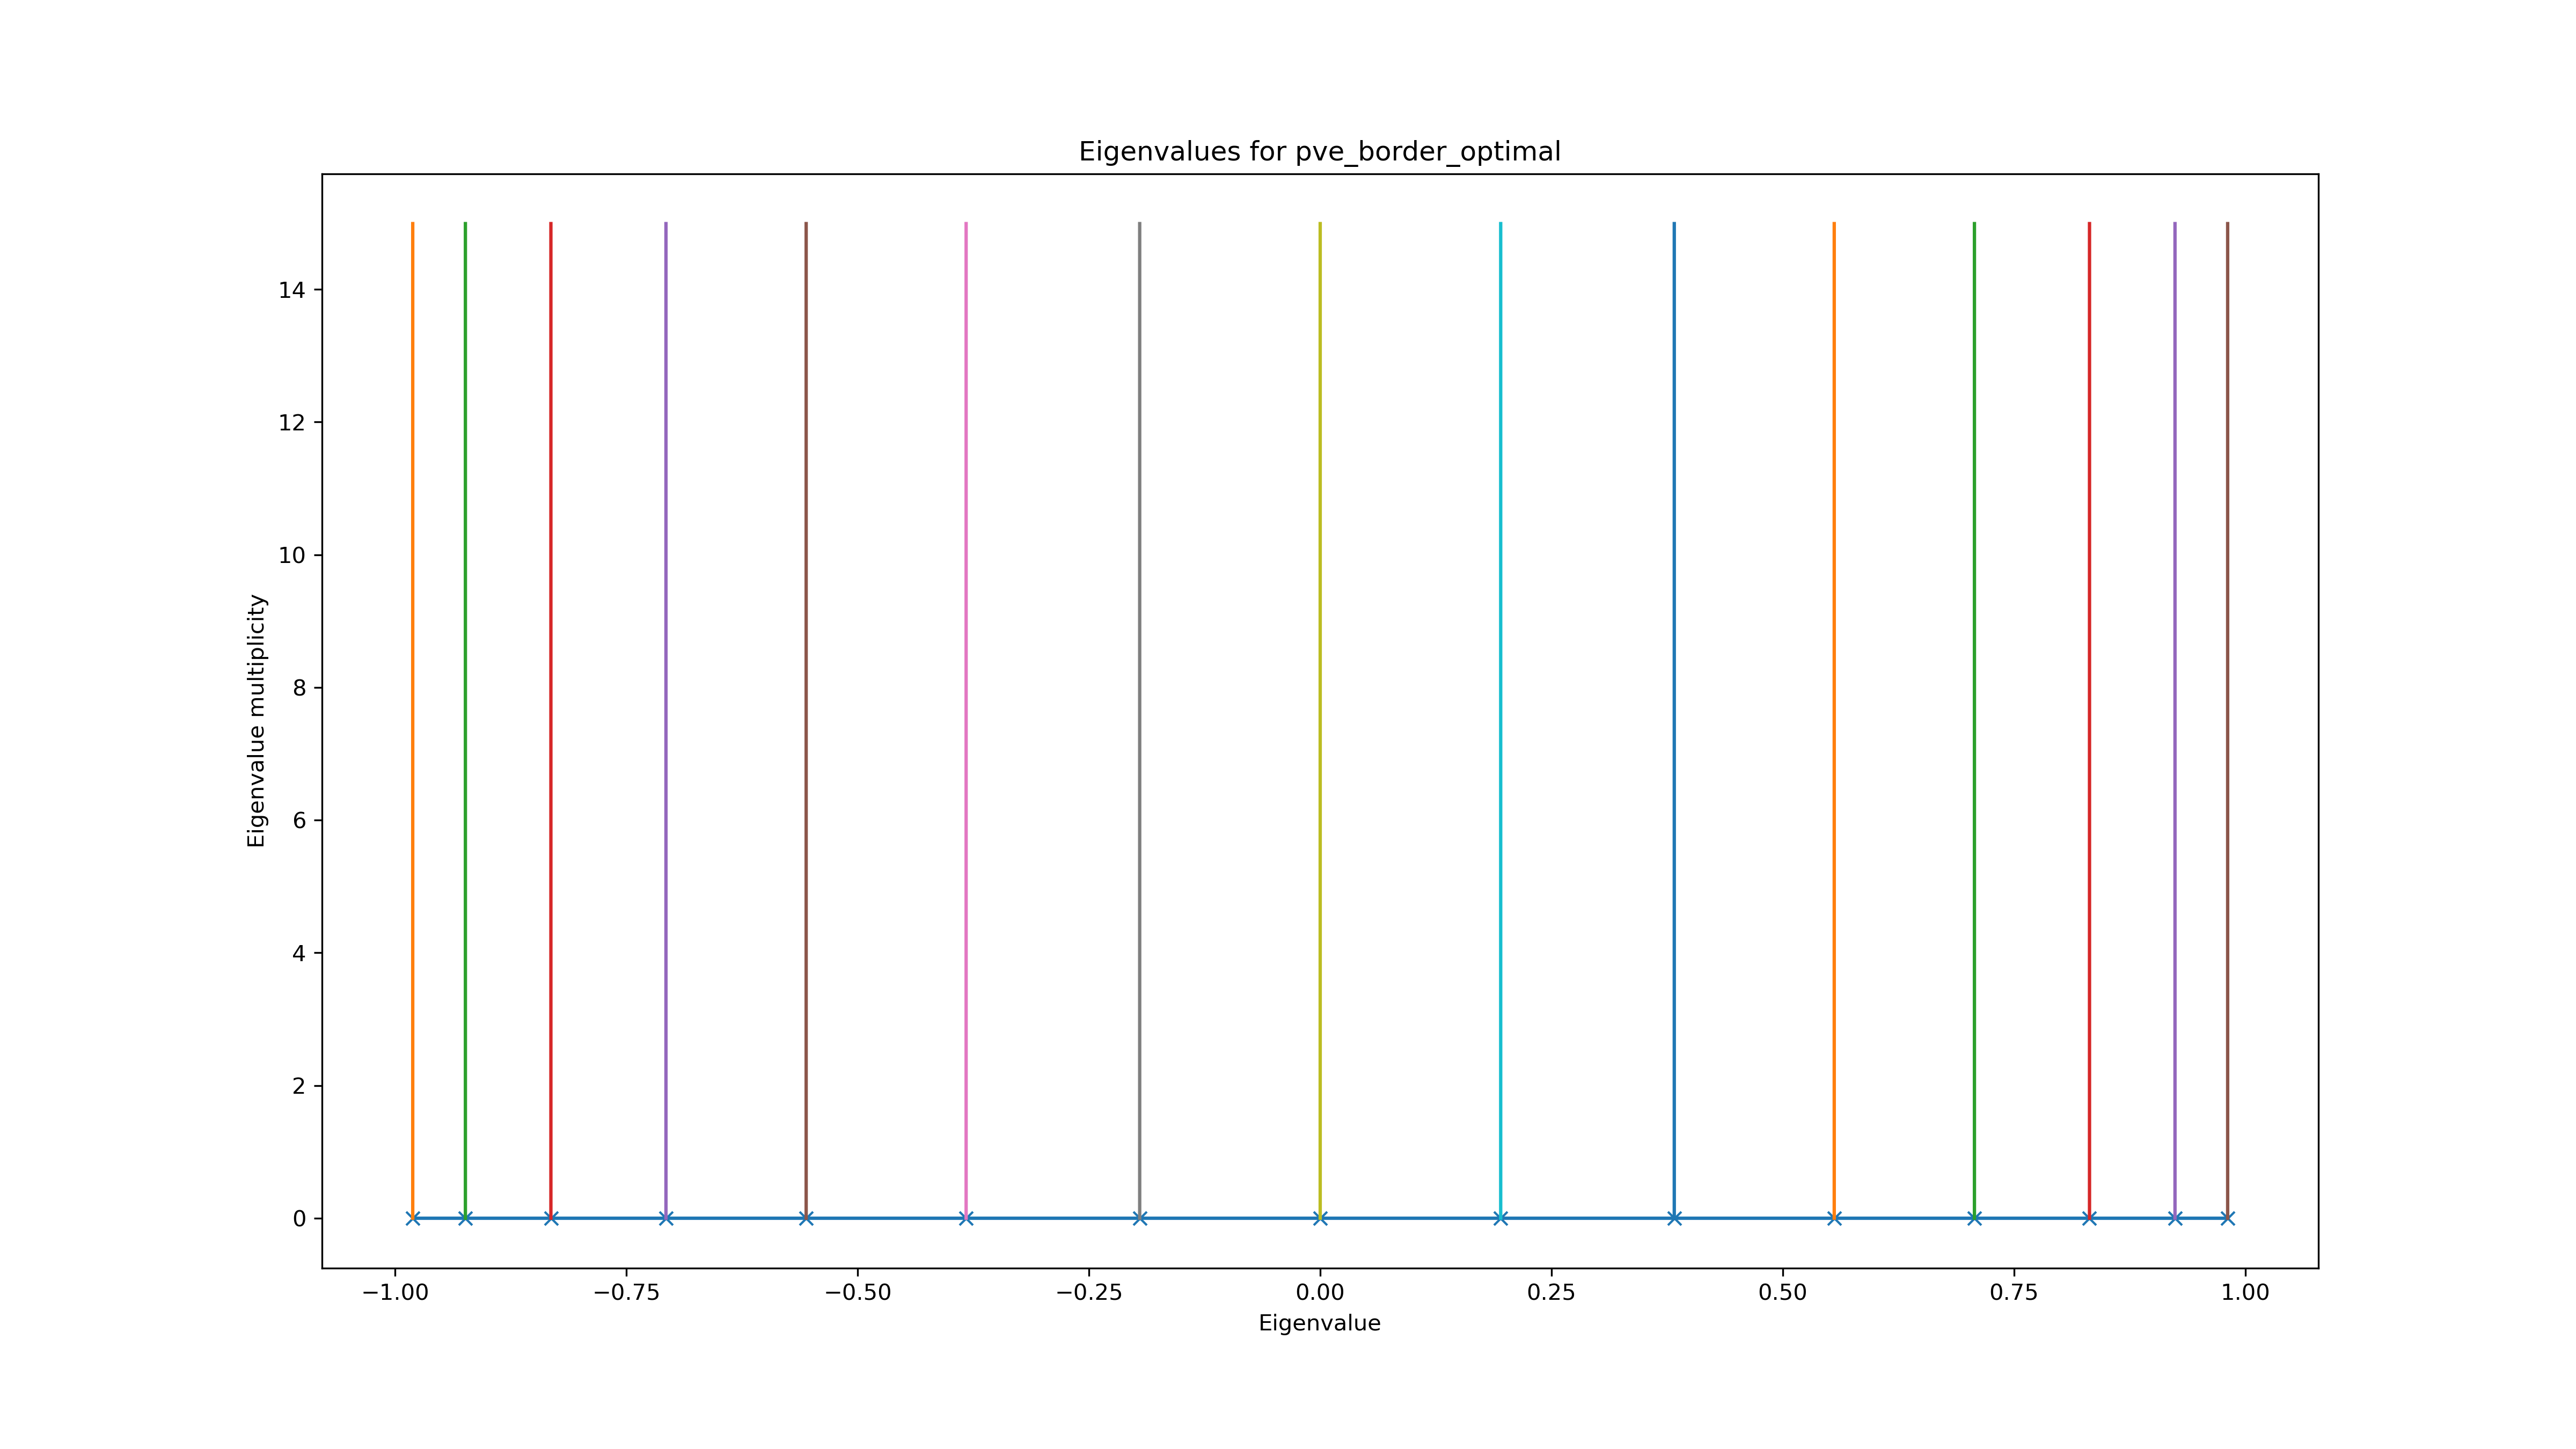 Eigenvalues for pve_border_optimal
Eigenvalue multiplicity
14
12
10
8
6
4
2
0
−1.00 −0.75 −0.50 −0.25 0.00 0.25 0.50 0.75 1.00
Eigenvalue